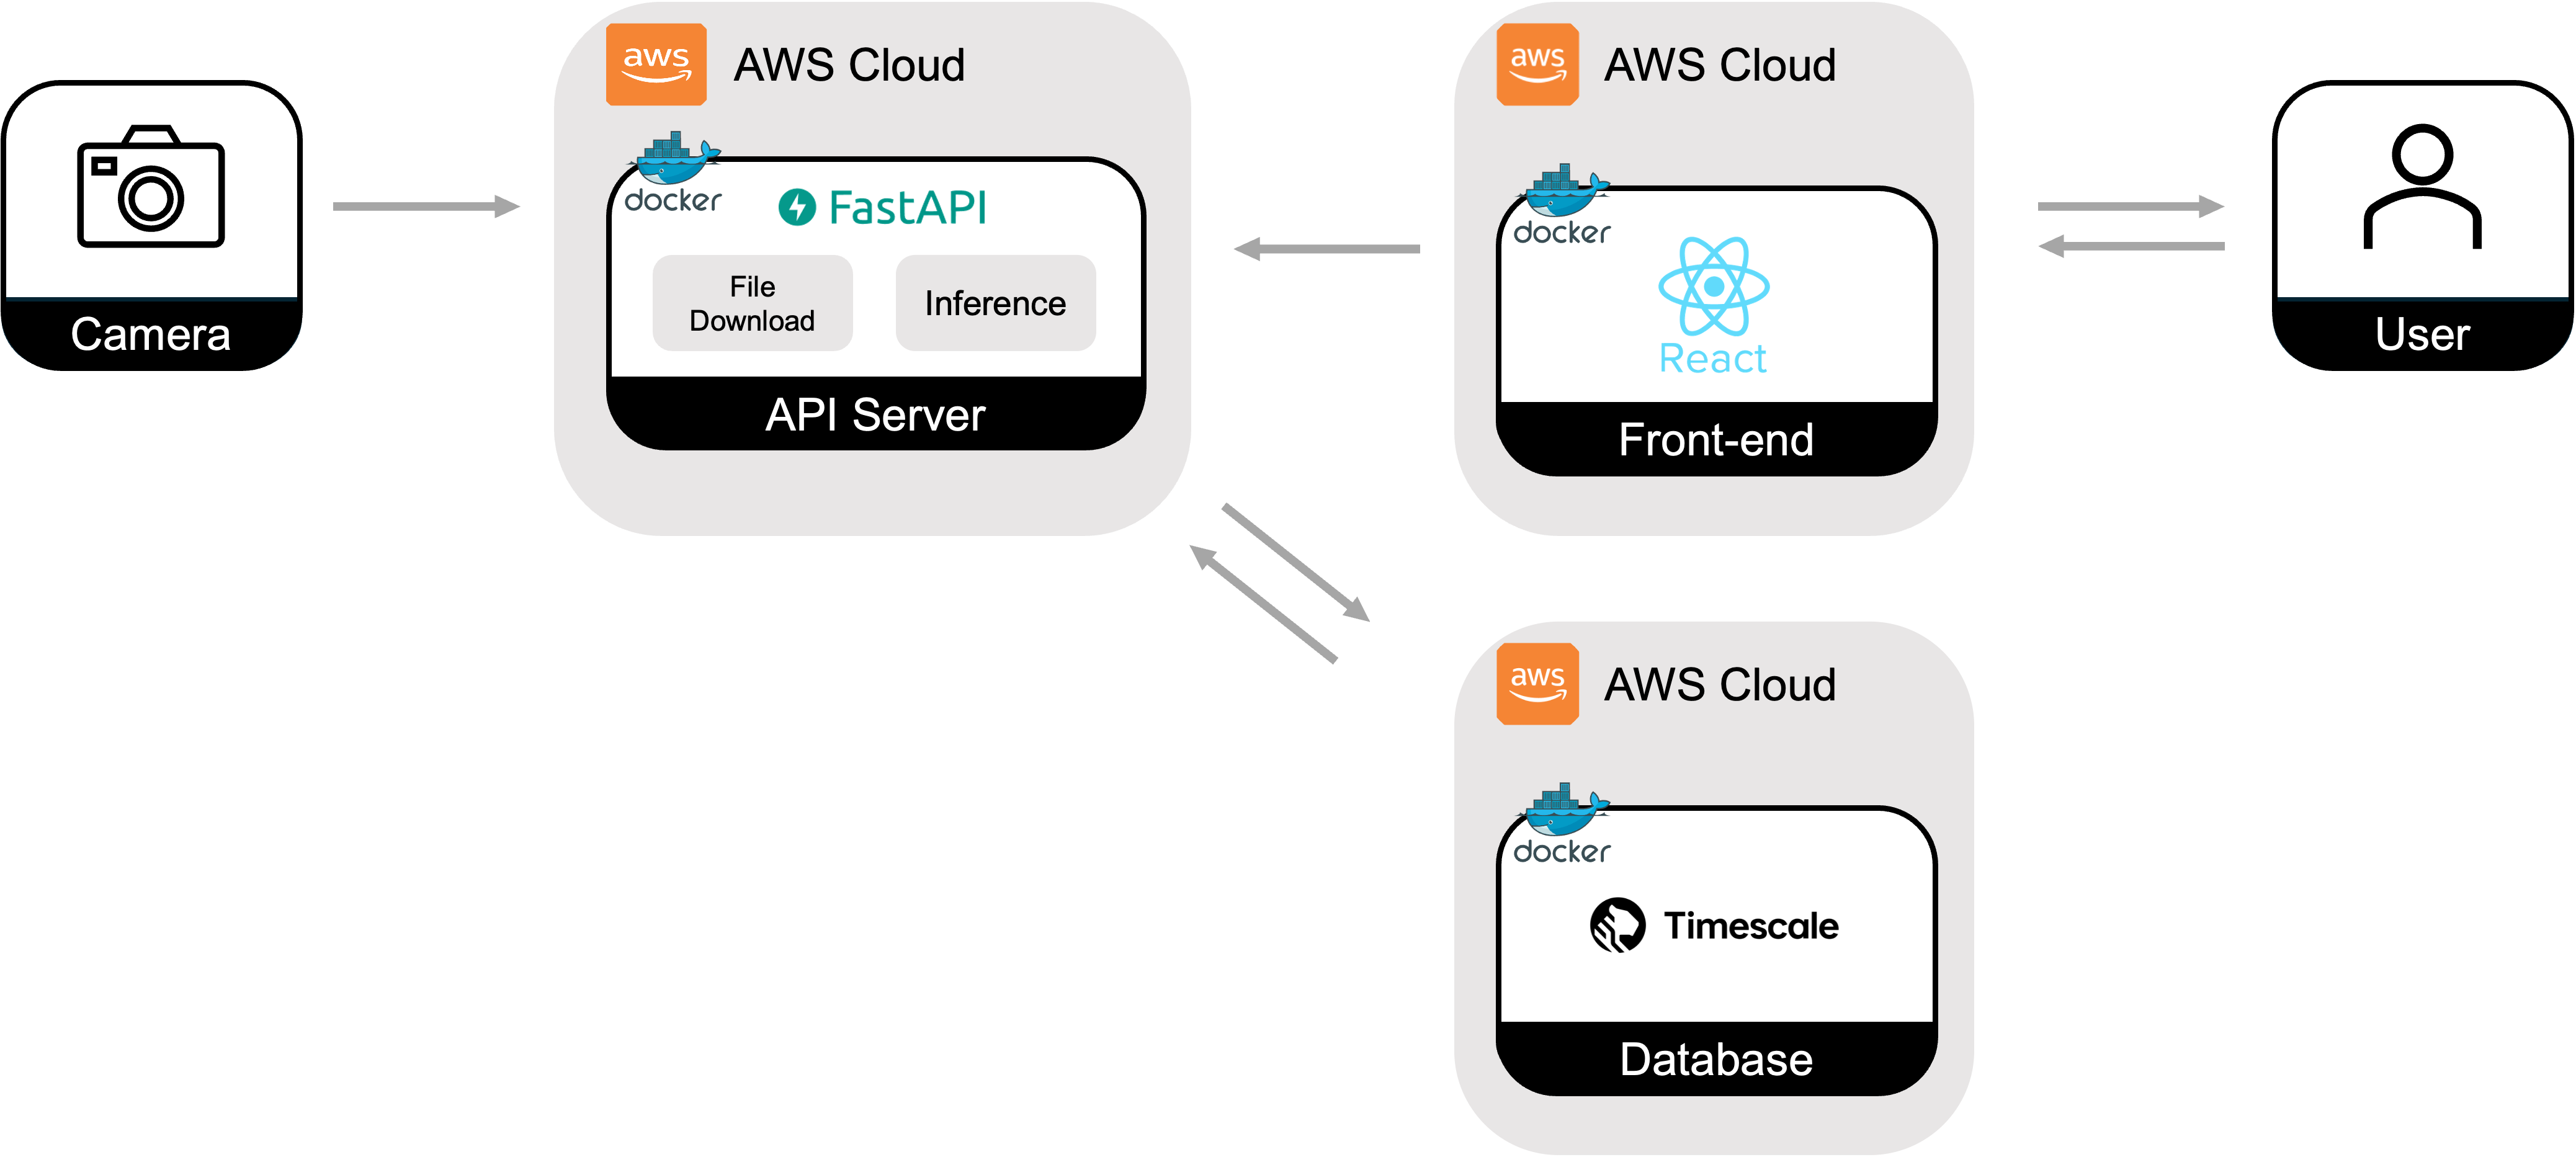 aws
AWS Cloud
docker
FastAPI
File
Download
Inference
API Server
Camera
aws
AWS Cloud
docker
React
Front-end
User
aws
AWS Cloud
docker
Timescale
Database